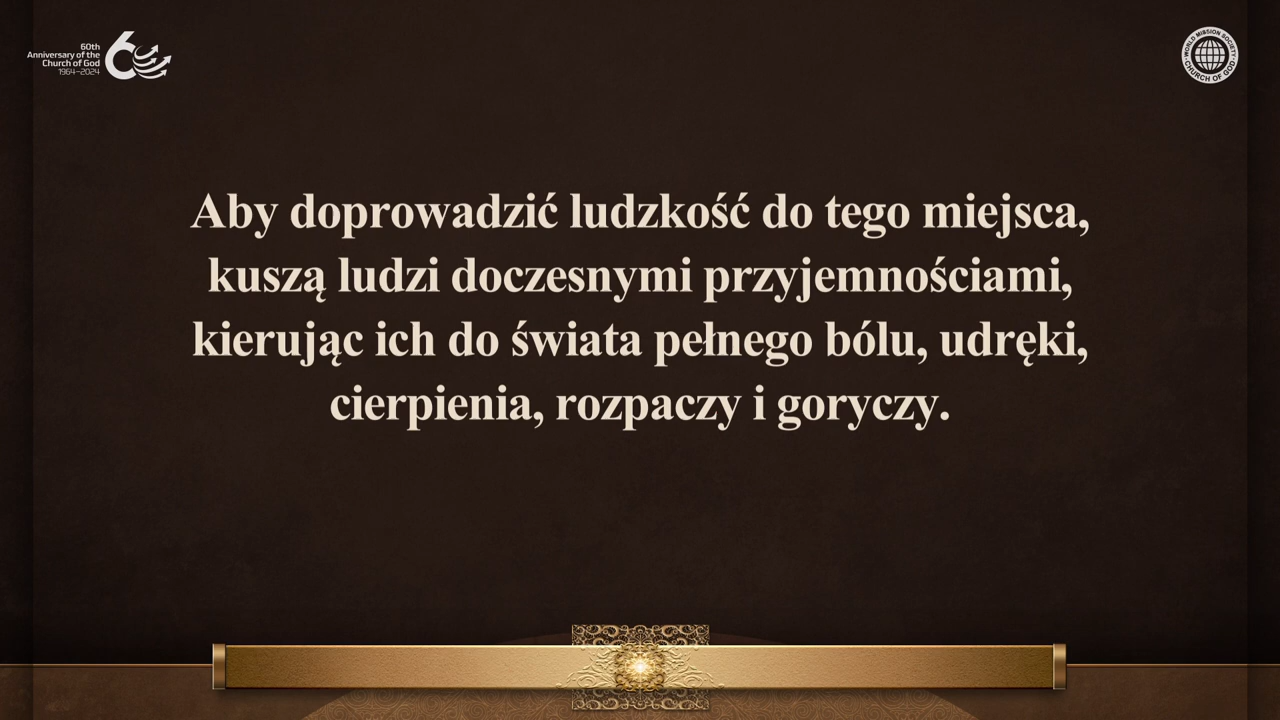 60th
Anniversary of the
Church of God
1964–2024
WORLD MISSION SOCIETY
CHURCH OF GOD
Aby doprowadzić ludzkość do tego miejsca,
kuszą ludzi doczesnymi przyjemnościami,
kierując ich do świata pełnego bólu, udręki,
cierpienia, rozpaczy i goryczy.